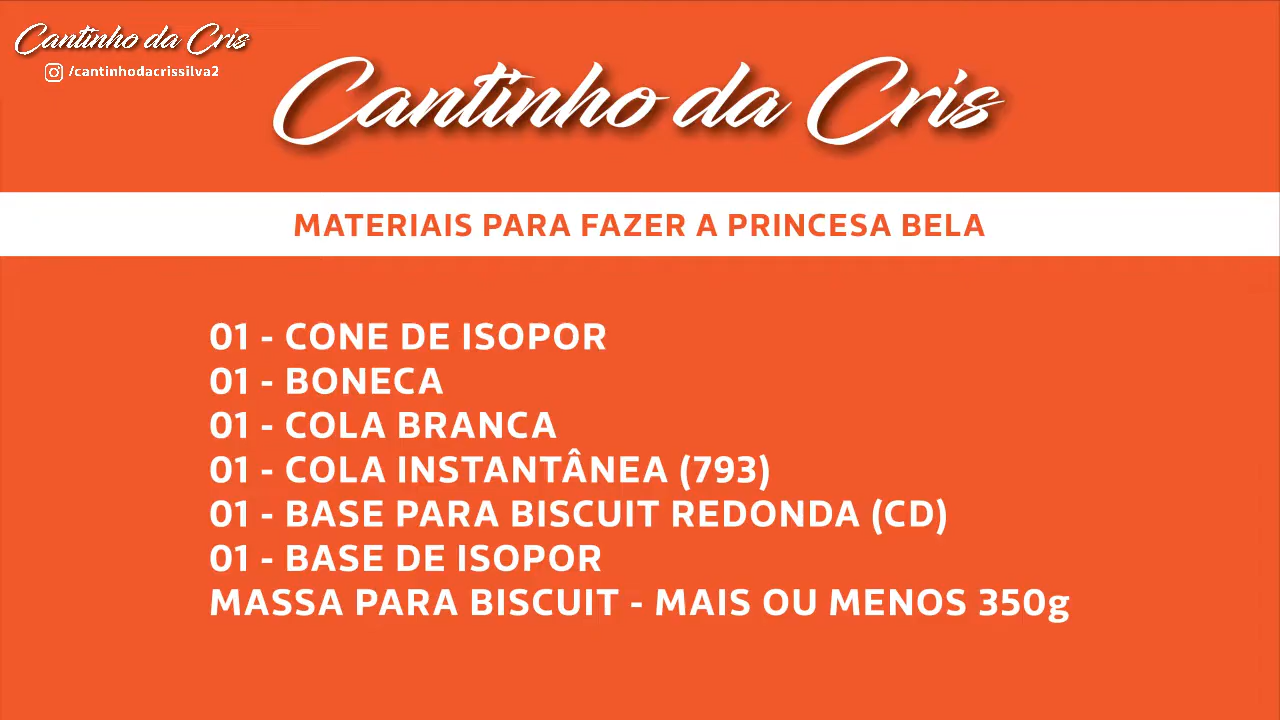 Cantinho da Cris
/cantinhodacrissilva2
Cantinho da Cris
MATERIAIS PARA FAZER A PRINCESA BELA
01 - CONE DE ISOPOR
01 - BONECA
01 - COLA BRANCA
01 - COLA INSTANTÂNEA (793)
01 - BASE PARA BISCUIT REDONDA (CD)
01 - BASE DE ISOPOR
MASSA PARA BISCUIT - MAIS OU MENOS 350g